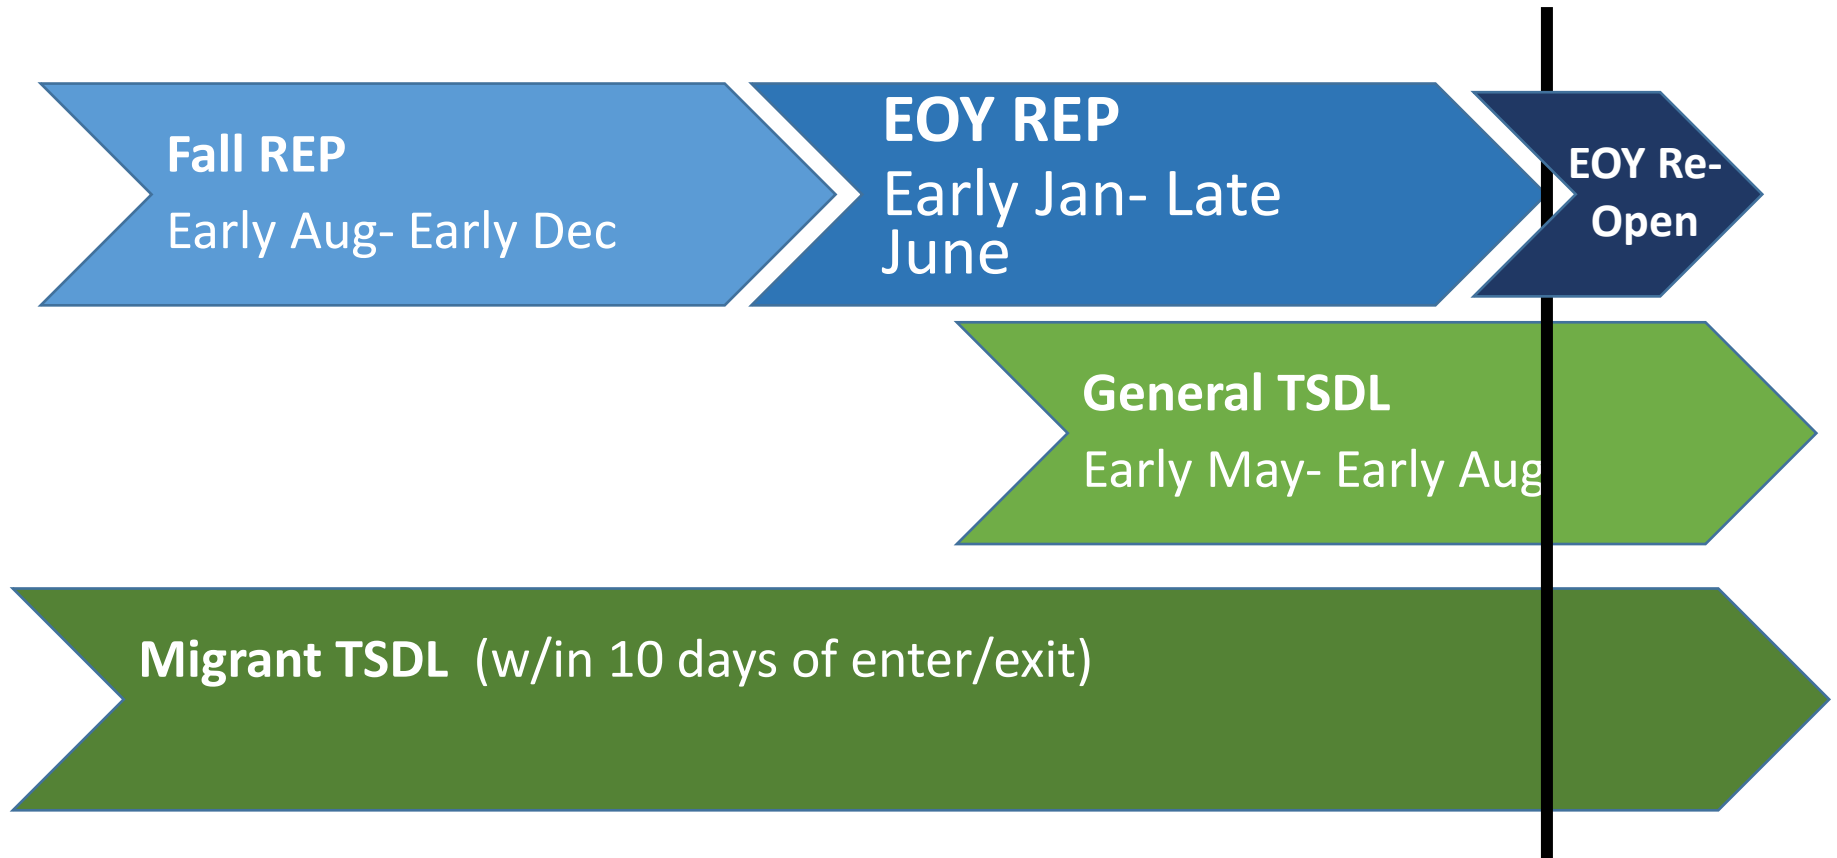 Fall REP
Early Aug- Early Dec
EOY REP
Early Jan- Late
June
EOY Re-
Open
General TSDL
Early May- Early Aug
Migrant TSDL  (w/in 10 days of enter/exit)